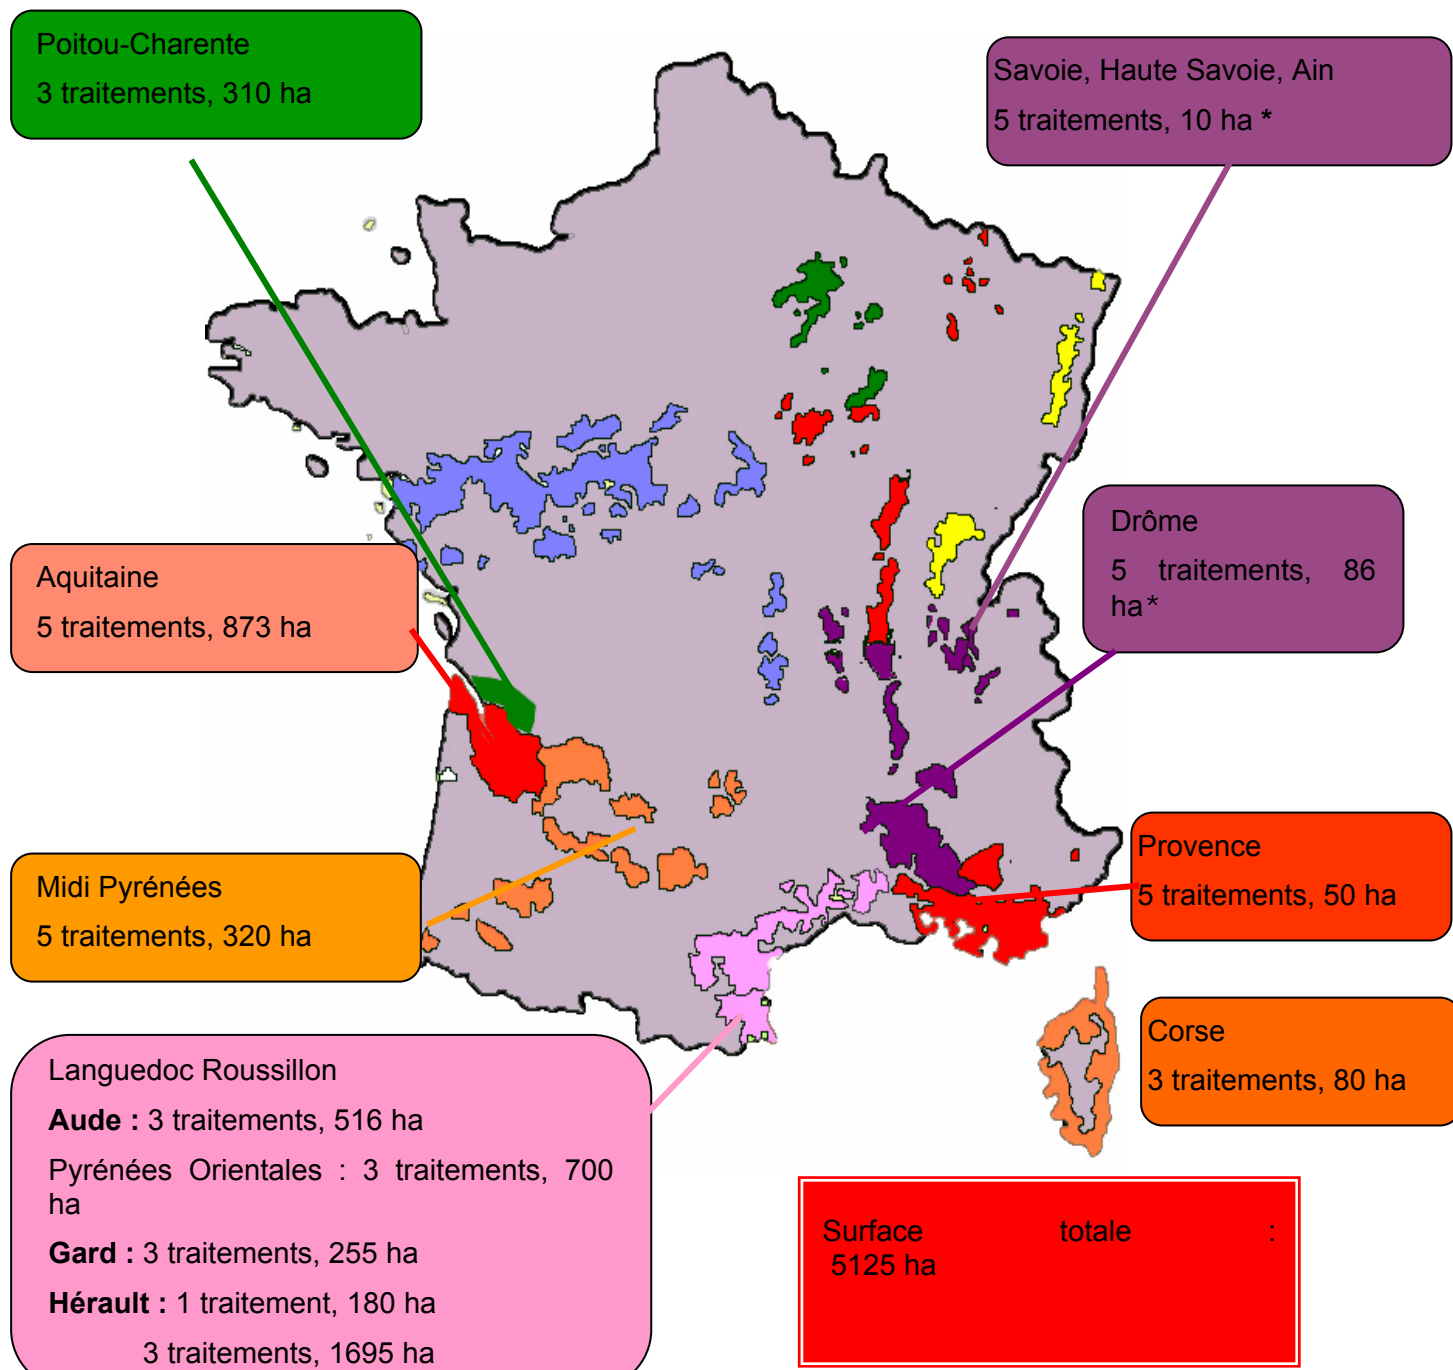 Poitou-Charente
3 traitements, 310 ha
Savoie, Haute Savoie, Ain
5 traitements, 10 ha *
Drôme
5 traitements, 86
ha*
Aquitaine
5 traitements, 873 ha
Provence
5 traitements, 50 ha
Midi Pyrénées
5 traitements, 320 ha
Corse
3 traitements, 80 ha
Languedoc Roussillon
Aude : 3 traitements, 516 ha
Pyrénées Orientales : 3 traitements, 700
ha
Gard : 3 traitements, 255 ha
Hérault : 1 traitement, 180 ha
3 traitements, 1695 ha
Surface totale :
5125 ha